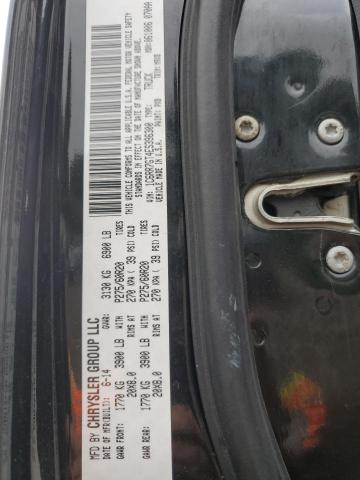 MFD BY CHRYSLER GROUP LLC
DATE OF MFR(BUILT): 6-14 GVWR: 3130 KG 6900 LB
GAWR FRONT: 1770 KG 3900 LB WITH P275/60R20 TIRES
20X8.0 RIMS AT 270 KPA ( 39 PSI) COLD
GAWR REAR: 1770 KG 3900 LB WITH P275/60R20 TIRES
20X8.0 RIMS AT 270 KPA ( 39 PSI) COLD
THIS VEHICLE CONFORMS TO ALL APPLICABLE U.S.A. FEDERAL MOTOR VEHICLE SAFETY
STANDARDS IN EFFECT ON THE DATE OF MANUFACTURE SHOWN ABOVE.
TYPE: TRUCK
VEHICLE MADE IN U.S.A. PAINT: